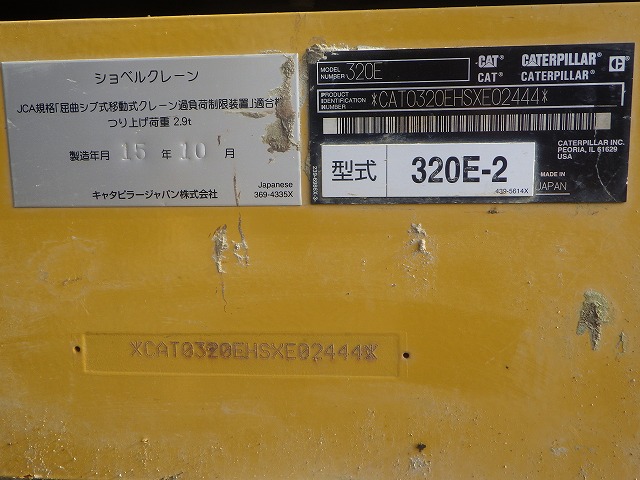 ショベルクレーン
JCA規格「屈曲ジブ式移動式クレーン過負荷制限装置」適合機
つり上げ荷重 2.9t
製造年月 15 年 10 月
キャタピラージャパン株式会社
Japanese
369-4335X
MODEL NUMBER 320E
CAT CATERPILLAR®
CAT® CATERPILLAR®
PRODUCT IDENTIFICATION NUMBER *CAT0320EHSXE02444*
CATERPILLAR INC.
PEORIA, IL 61629
USA
型式 320E-2
439-5614X
MADE IN
JAPAN
*CAT0320EHSXE02444*